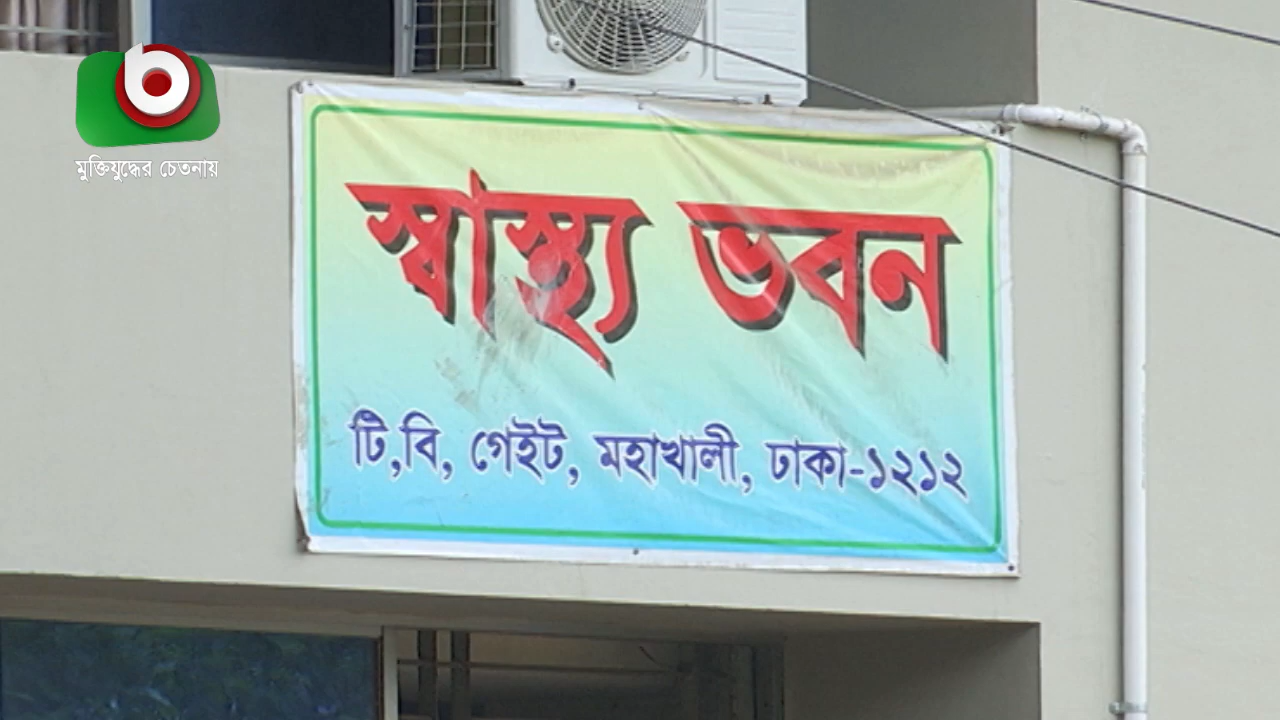 মুক্তিযুদ্ধের চেতনায়
স্বাস্থ্য ভবন
টি,বি, গেইট, মহাখালী, ঢাকা-১২১২